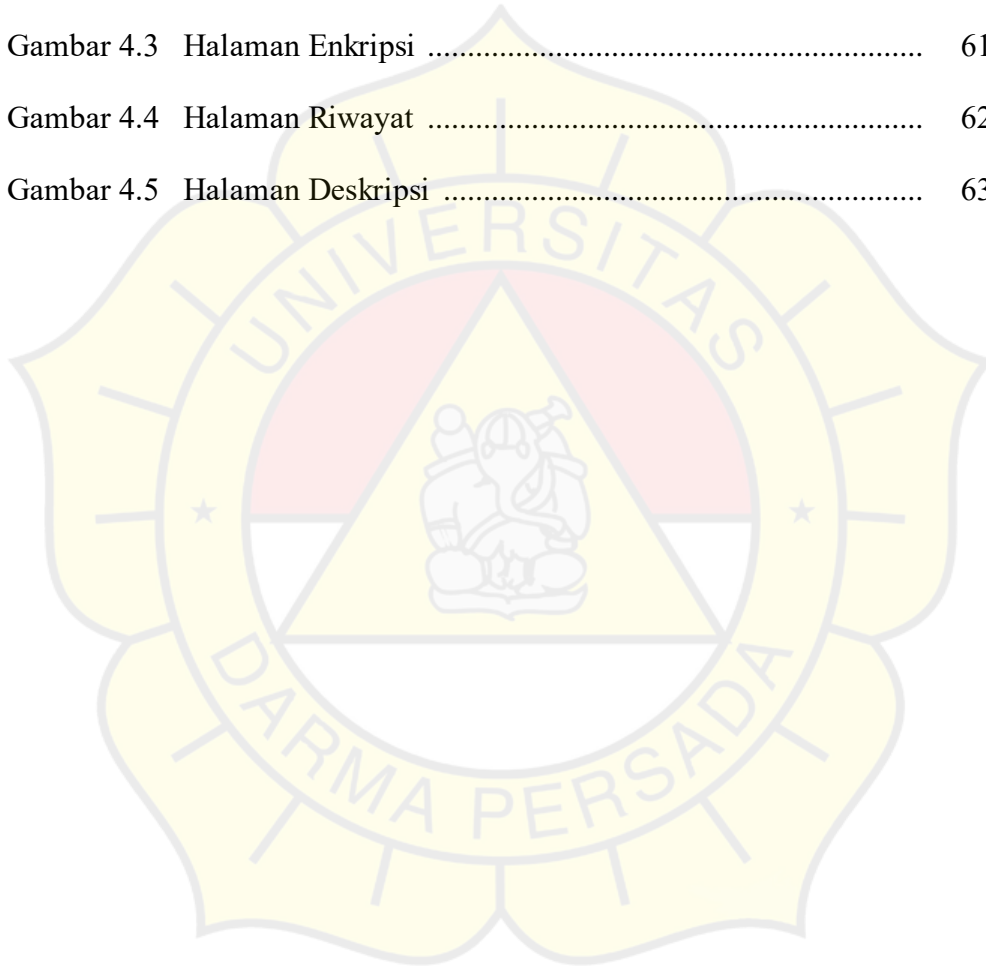 Gambar 4.3 Halaman Enkripsi ............................................................. 61
Gambar 4.4 Halaman Riwayat ............................................................. 62
Gambar 4.5 Halaman Deskripsi ........................................................... 63
UNIVERSITAS
DARMA PERSADA